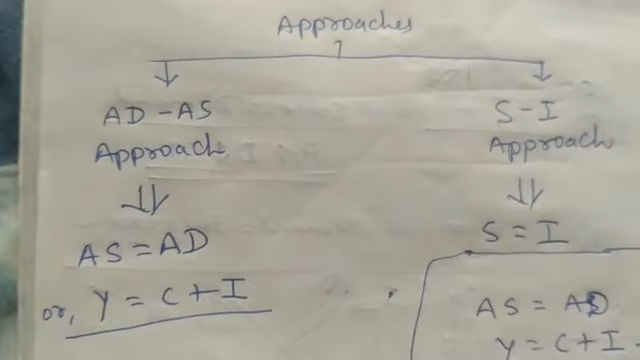 Approaches
AD-AS
Approach
AS = AD
or, Y = C + I
S-I
Approach
S = I
AS = AD
Y = C + I